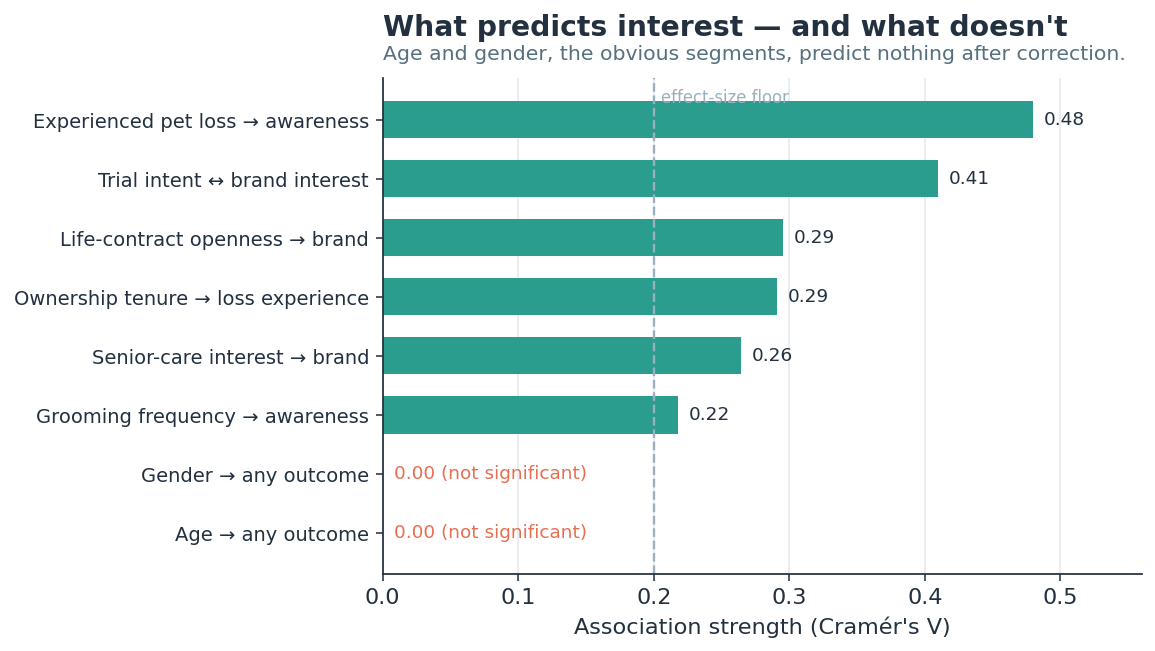 What predicts interest — and what doesn't
Age and gender, the obvious segments, predict nothing after correction.
effect-size floor
Experienced pet loss → awareness 0.48
Trial intent ↔ brand interest 0.41
Life-contract openness → brand 0.29
Ownership tenure → loss experience 0.29
Senior-care interest → brand 0.26
Grooming frequency → awareness 0.22
Gender → any outcome 0.00 (not significant)
Age → any outcome 0.00 (not significant)
0.0 0.1 0.2 0.3 0.4 0.5
Association strength (Cramér's V)